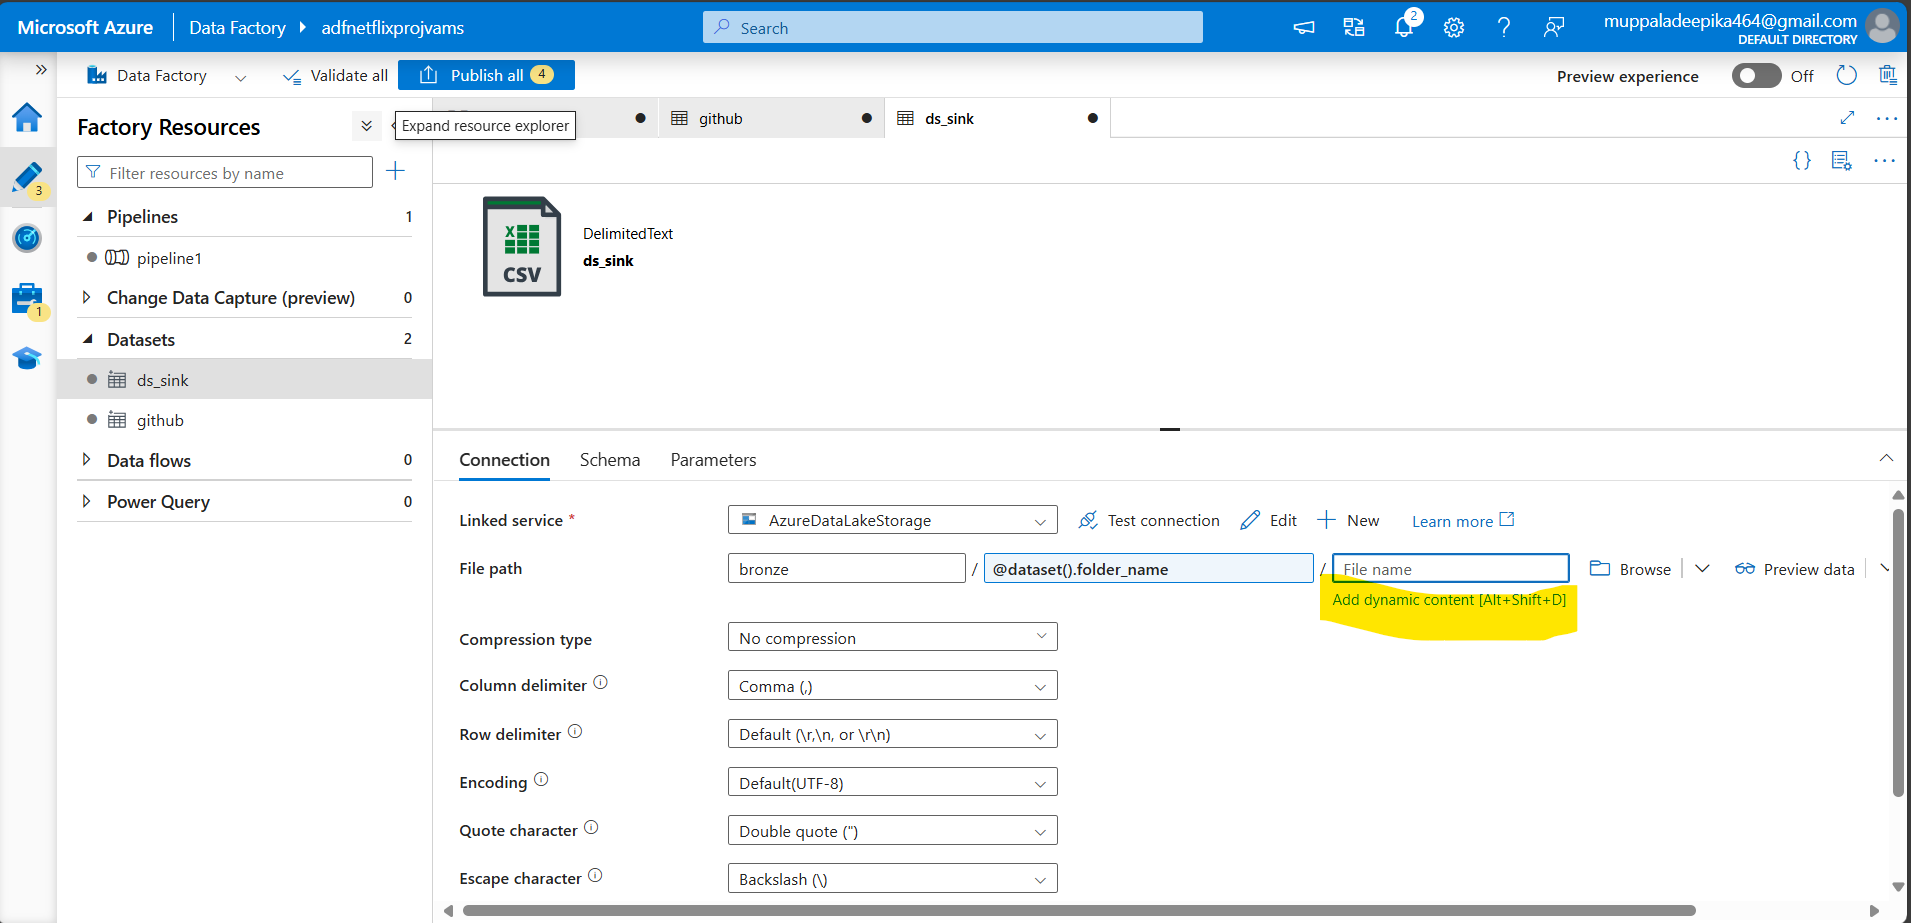 Microsoft Azure Data Factory adfnetflixprojvams Search 2 muppaladeepika464@gmail.com
DEFAULT DIRECTORY
Data Factory Validate all Publish all 4 Preview experience Off
Factory Resources
Expand resource explorer github ds_sink
Filter resources by name
3
Pipelines 1
pipeline1
Change Data Capture (preview) 0
1
Datasets 2
ds_sink
github
Data flows 0
Power Query 0
{}
CSV
DelimitedText
ds_sink
Connection Schema Parameters
Linked service * AzureDataLakeStorage Test connection Edit New Learn more
File path bronze / @dataset().folder_name / File name Browse Preview data
Add dynamic content [Alt+Shift+D]
Compression type No compression
Column delimiter Comma (,)
Row delimiter Default (\r,\n, or \r\n)
Encoding Default(UTF-8)
Quote character Double quote (")
Escape character Backslash (\)